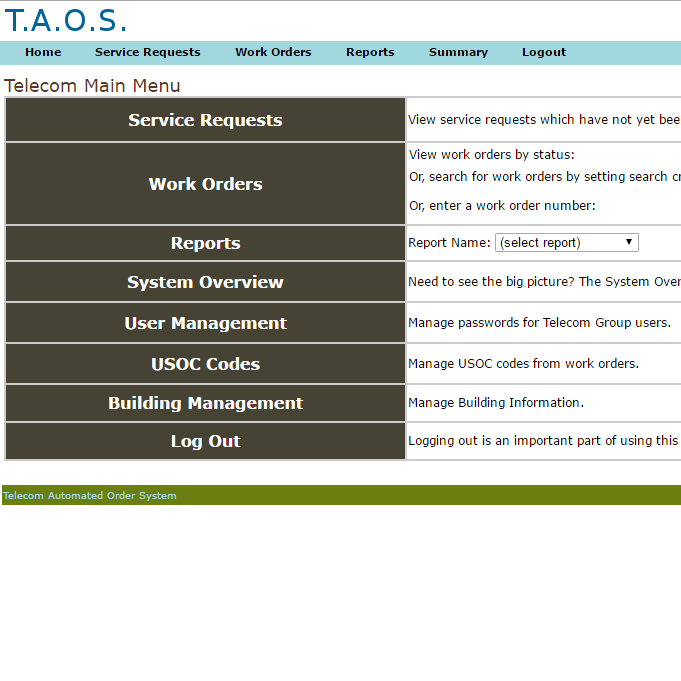 T.A.O.S.
Home Service Requests Work Orders Reports Summary Logout
Telecom Main Menu
Service Requests
View service requests which have not yet
Work Orders
View work orders by status:
Or, search for work orders by setting search
Or, enter a work order number:
Reports
Report Name: (select report)
System Overview
Need to see the big picture? The System
User Management
Manage passwords for Telecom Group users.
USOC Codes
Manage USOC codes from work orders.
Building Management
Manage Building Information.
Log Out
Logging out is an important part of using this
Telecom Automated Order System